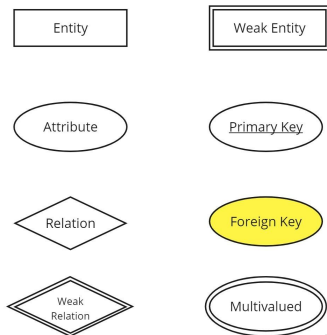 Entity
Weak Entity
Attribute
Primary Key
Relation
Foreign Key
Weak
Relation
Multivalued